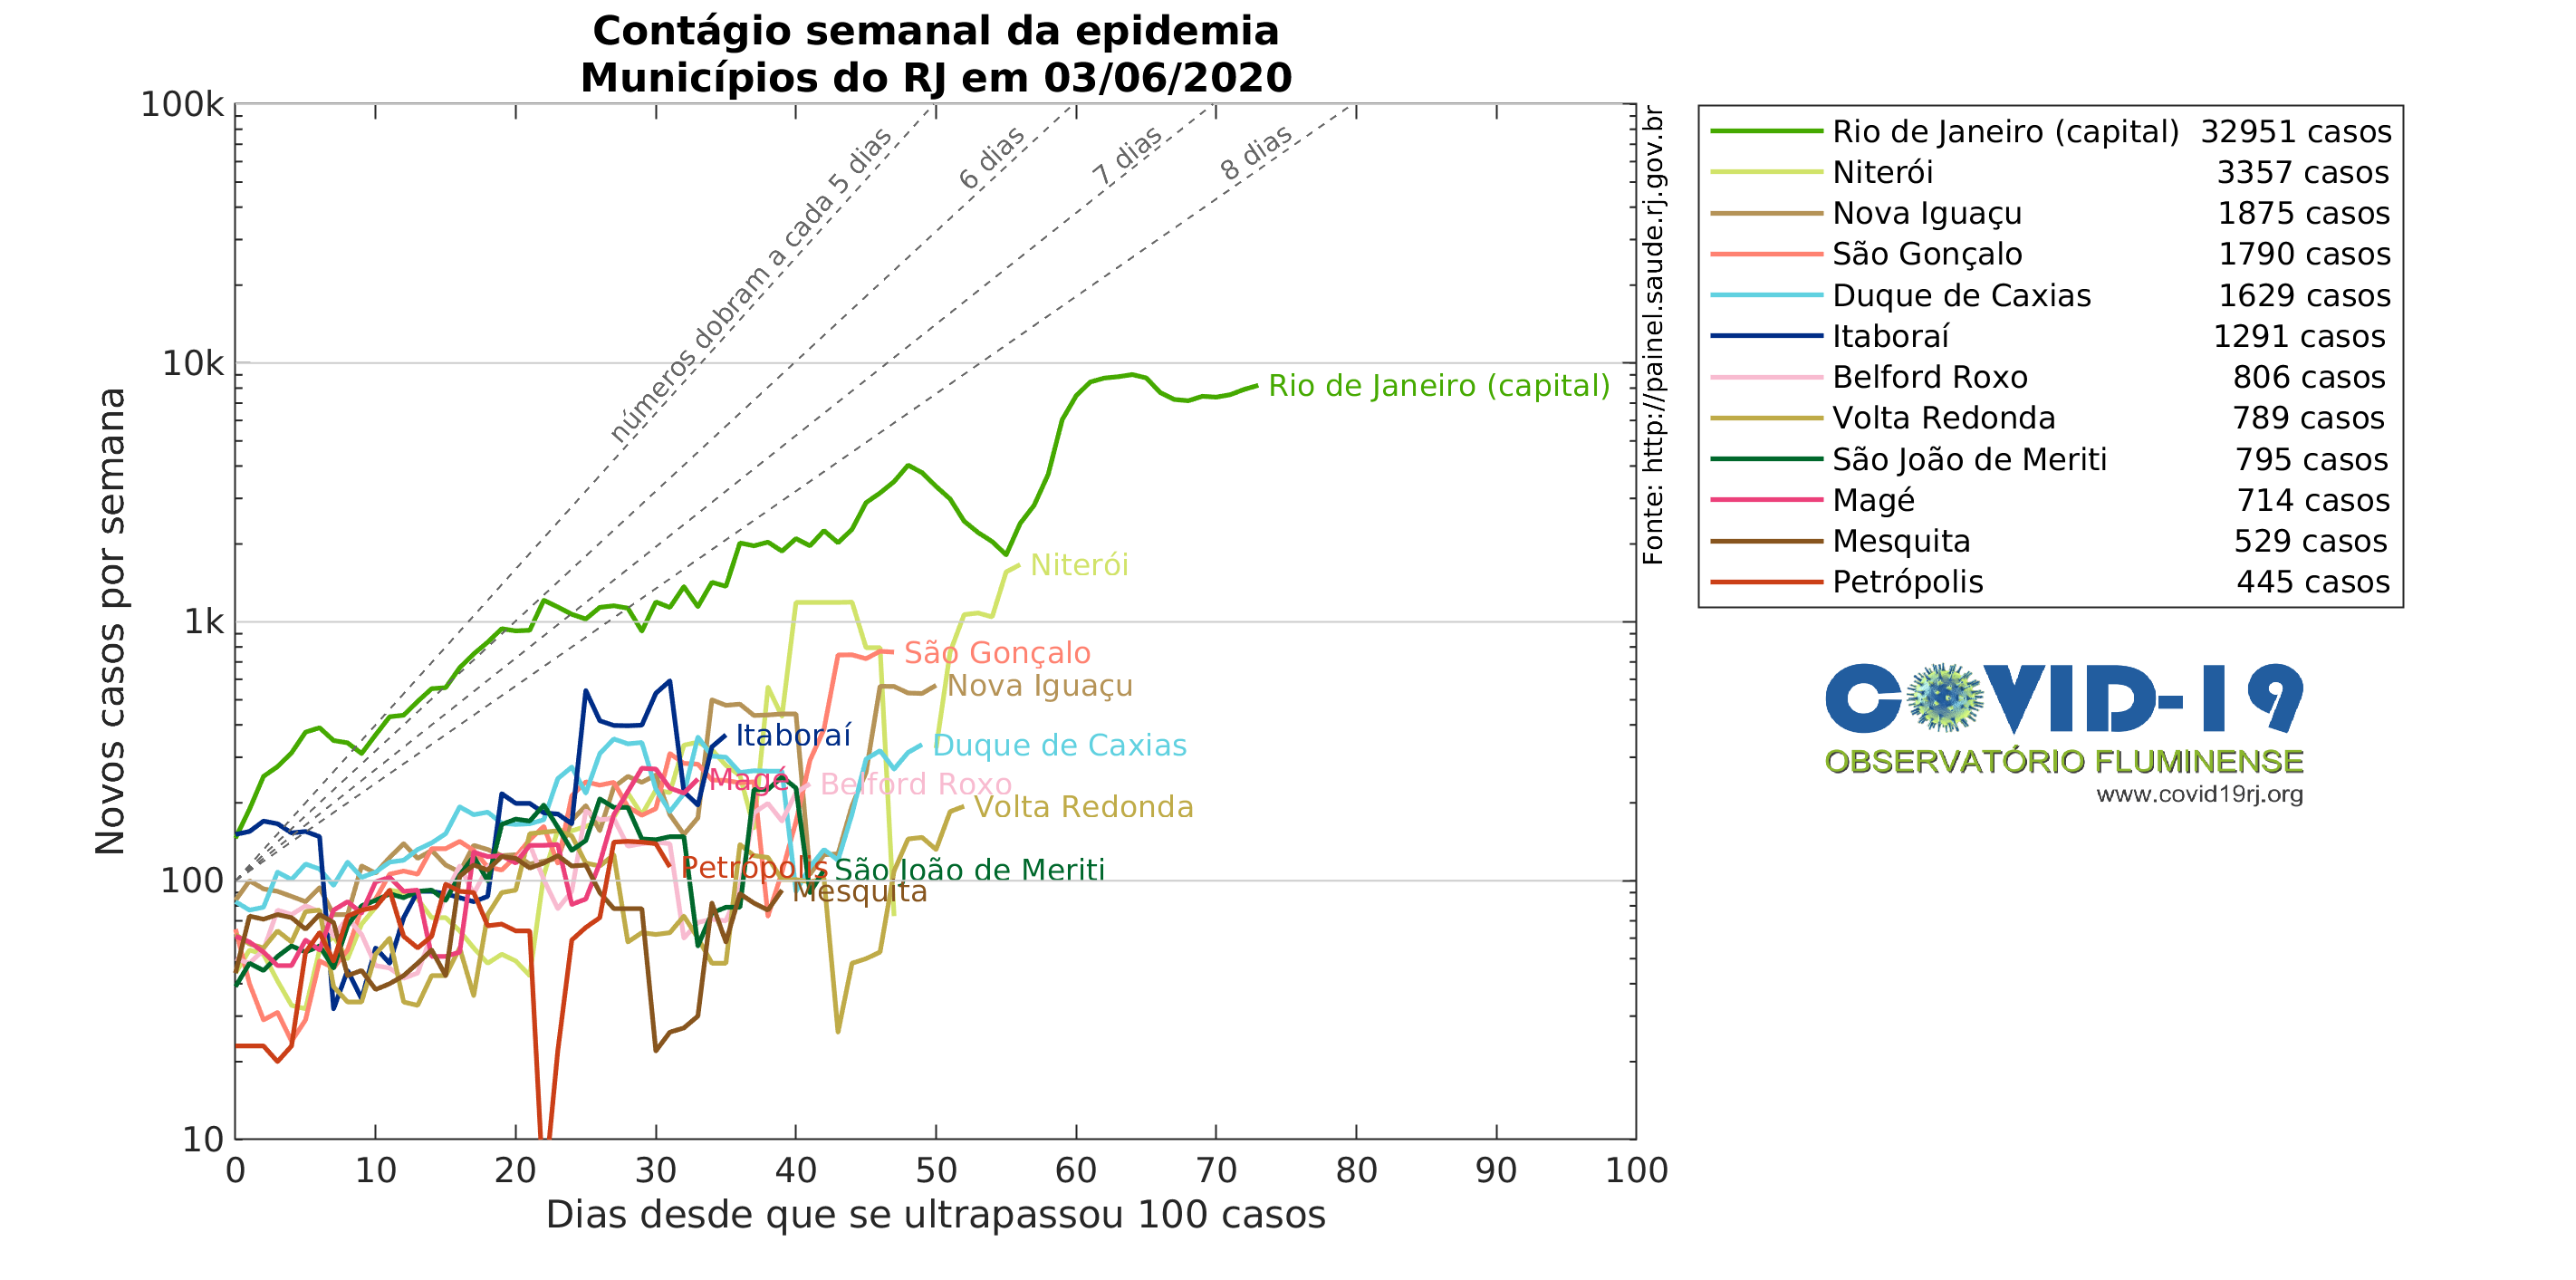 Contágio semanal da epidemia
Municípios do RJ em 03/06/2020
100k
10k
1k
100
10
Novos casos por semana
0 10 20 30 40 50 60 70 80 90 100
Dias desde que se ultrapassou 100 casos
números dobram a cada 5 dias
6 dias
7 dias
8 dias
Rio de Janeiro (capital)
Niterói
São Gonçalo
Nova Iguaçu
Itaboraí
Duque de Caxias
Magé
Belford Roxo
Volta Redonda
Petrópolis
São João de Meriti
Mesquita
Fonte: http://painel.saude.rj.gov.br
Rio de Janeiro (capital) 32951 casos
Niterói 3357 casos
Nova Iguaçu 1875 casos
São Gonçalo 1790 casos
Duque de Caxias 1629 casos
Itaboraí 1291 casos
Belford Roxo 806 casos
Volta Redonda 789 casos
São João de Meriti 795 casos
Magé 714 casos
Mesquita 529 casos
Petrópolis 445 casos
COVID-19
OBSERVATÓRIO FLUMINENSE
www.covid19rj.org